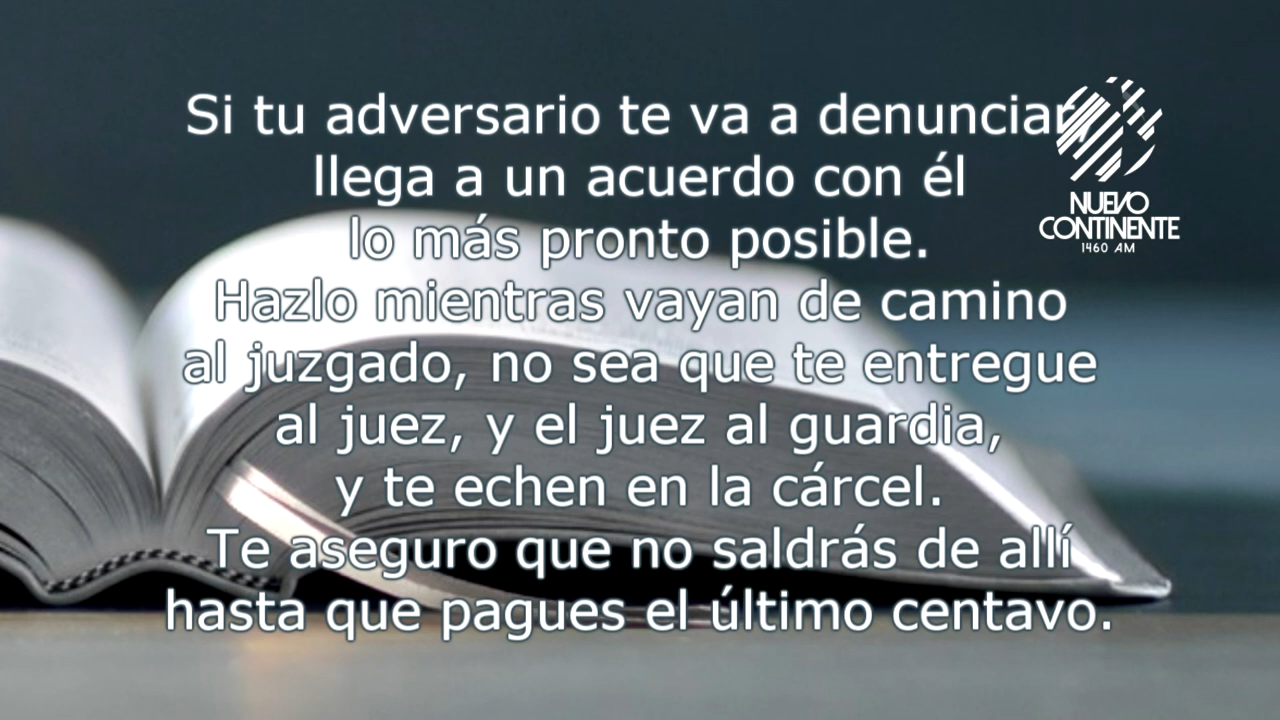 Si tu adversario te va a denunciar,
llega a un acuerdo con él
lo más pronto posible.
Hazlo mientras vayan de camino
al juzgado, no sea que te entregue
al juez, y el juez al guardia,
y te echen en la cárcel.
Te aseguro que no saldrás de allí
hasta que pagues el último centavo.
NUEVO
CONTINENTE
1460 AM